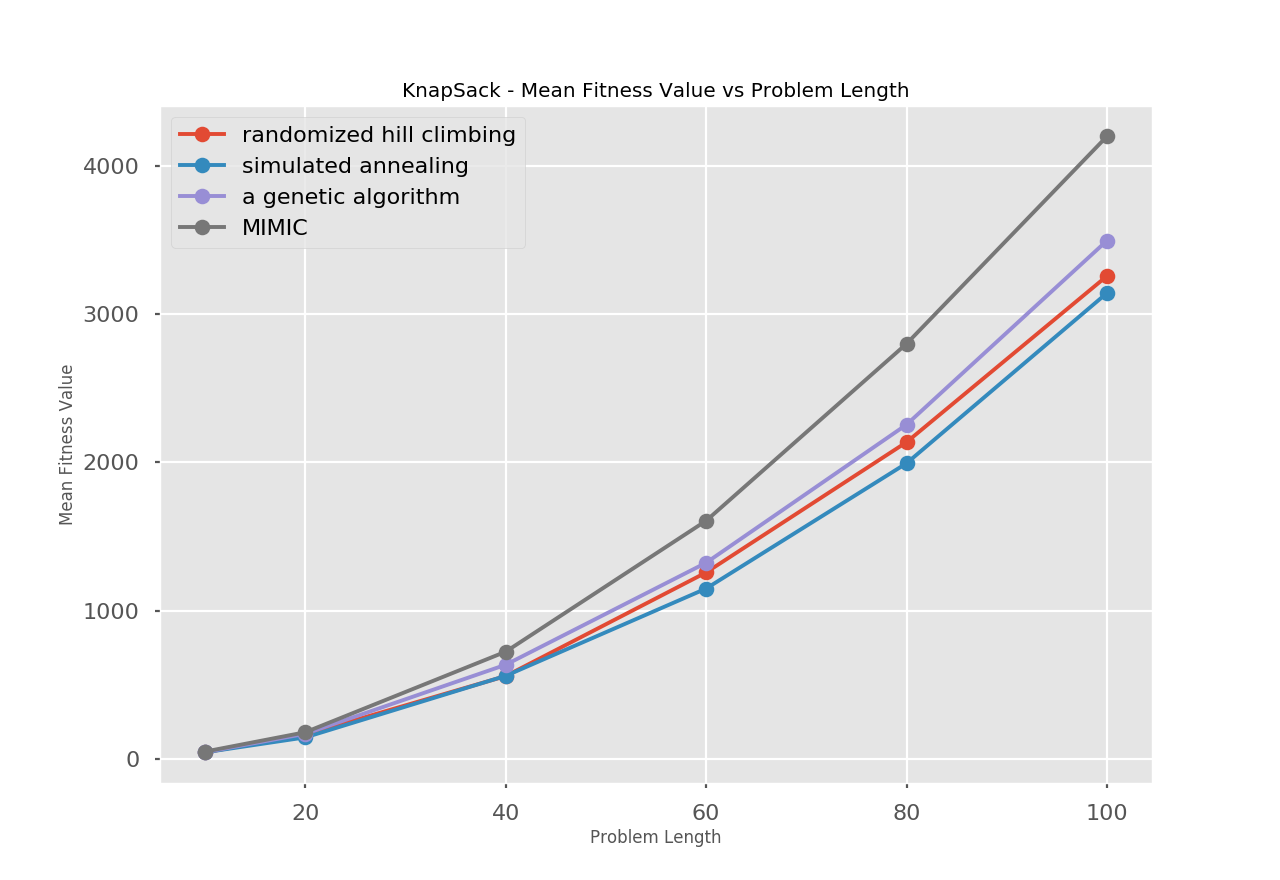 KnapSack - Mean Fitness Value vs Problem Length
randomized hill climbing
simulated annealing
a genetic algorithm
MIMIC
4000
3000
2000
1000
0
Mean Fitness Value
20 40 60 80 100
Problem Length